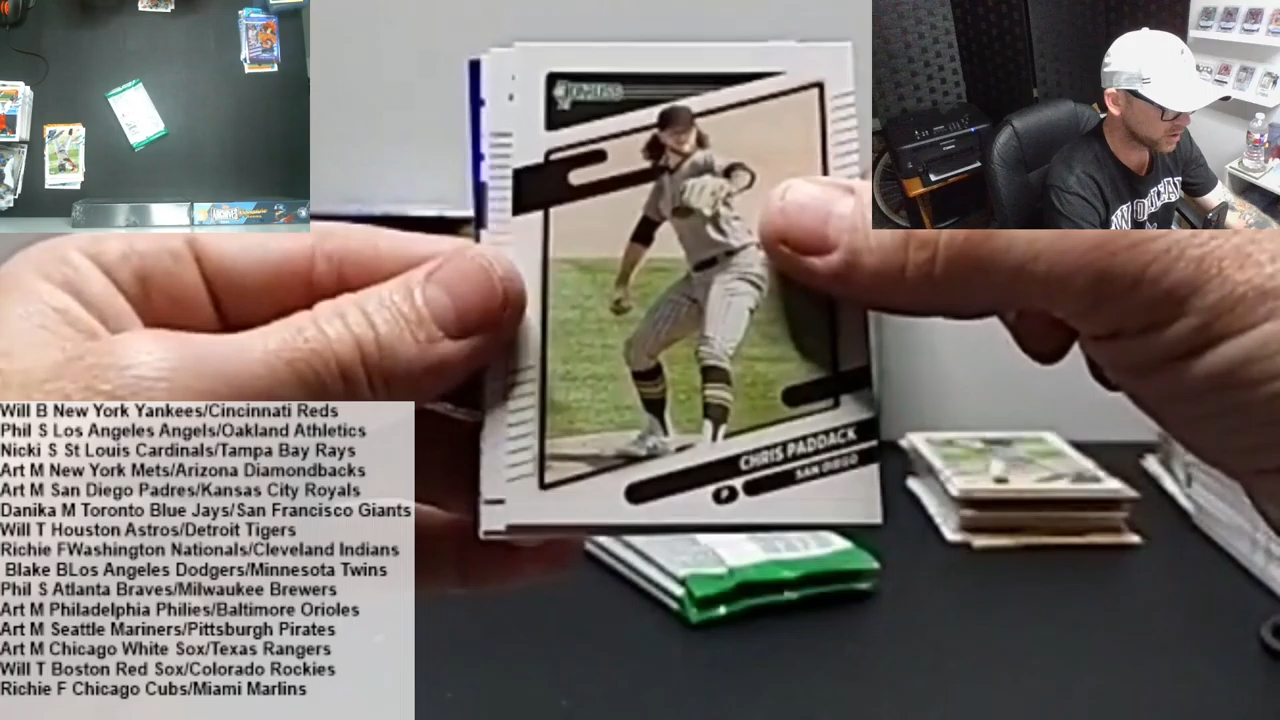 DONRUSS
CHRIS PADDACK
SAN DIEGO
P
ARCHIVES
Will B New York Yankees/Cincinnati Reds
Phil S Los Angeles Angels/Oakland Athletics
Nicki S St Louis Cardinals/Tampa Bay Rays
Art M New York Mets/Arizona Diamondbacks
Art M San Diego Padres/Kansas City Royals
Danika M Toronto Blue Jays/San Francisco Giants
Will T Houston Astros/Detroit Tigers
Richie FWashington Nationals/Cleveland Indians
Blake BLos Angeles Dodgers/Minnesota Twins
Phil S Atlanta Braves/Milwaukee Brewers
Art M Philadelphia Philies/Baltimore Orioles
Art M Seattle Mariners/Pittsburgh Pirates
Art M Chicago White Sox/Texas Rangers
Will T Boston Red Sox/Colorado Rockies
Richie F Chicago Cubs/Miami Marlins